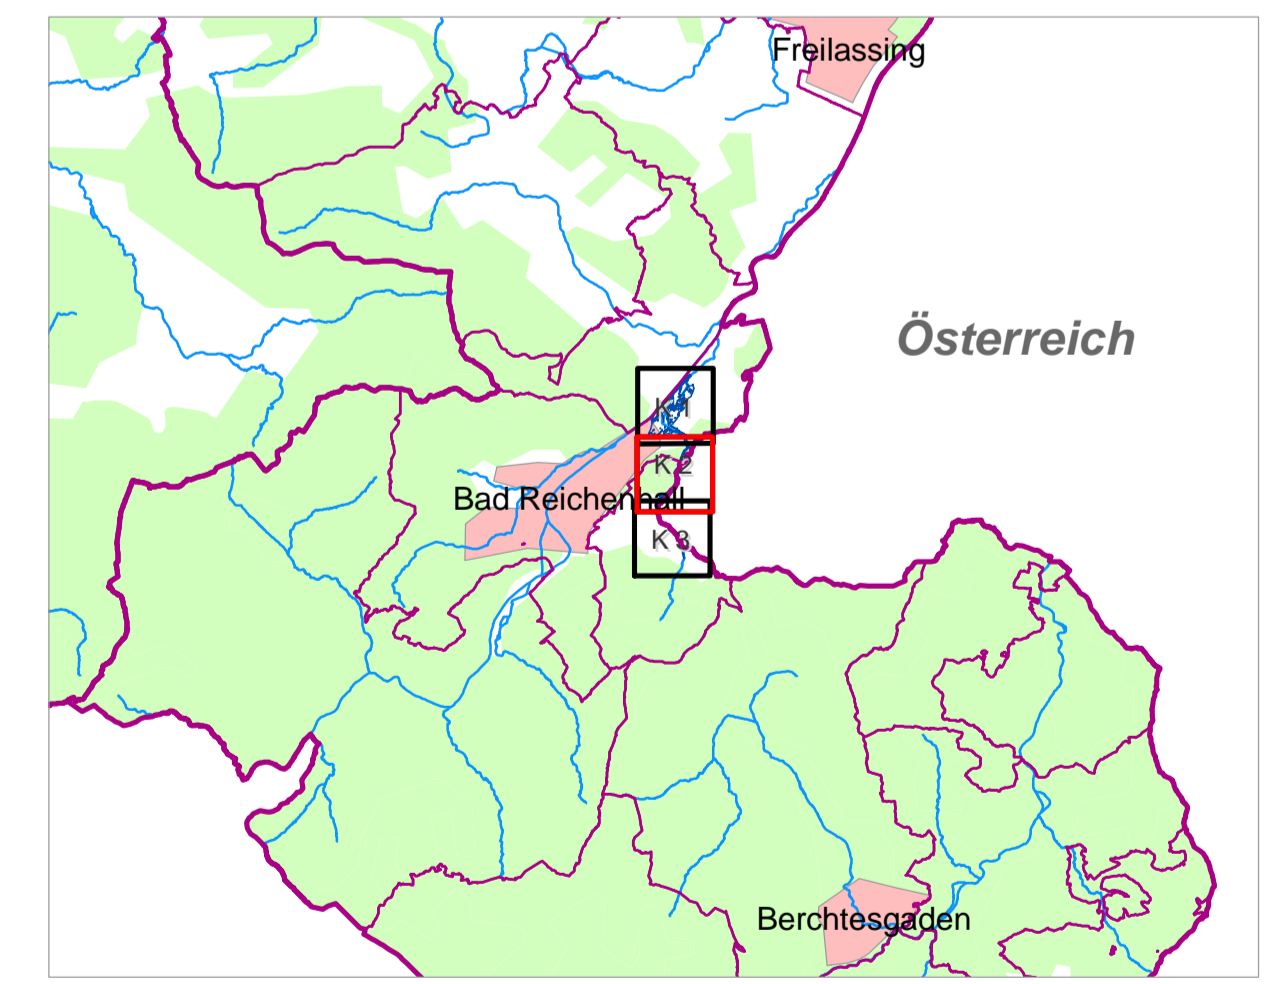 Freilassing
Österreich
K 1
K 2
Bad Reichenhall
K 3
Berchtesgaden